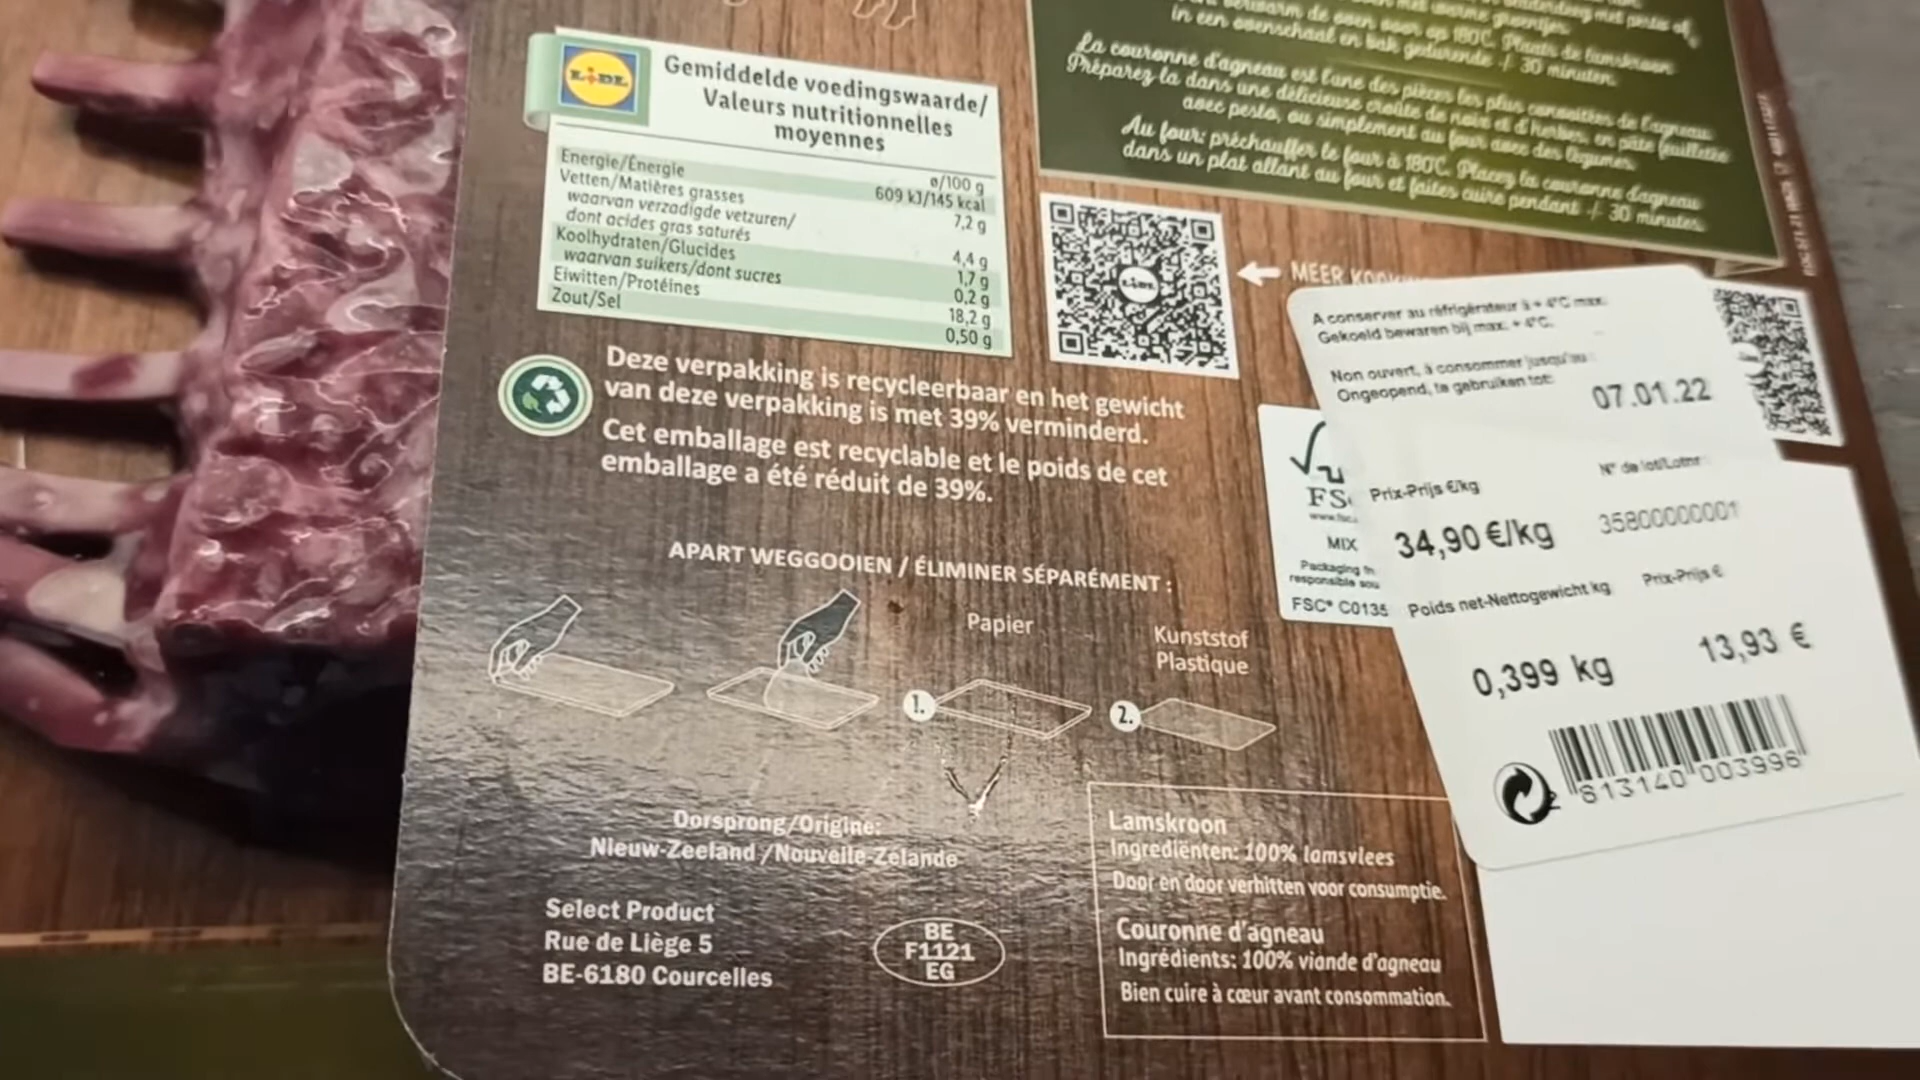 in een ovenschaal en bak gedurende +/- 30 minuten.
La couronne d'agneau est l'une des pièces les plus convoitées de l'agneau.
Préparez la dans une délicieuse croûte de noix et d'herbes, en pâte feuilletée
avec pesto, ou simplement au four avec des légumes.
Au four: préchauffer le four à 180C. Placez la couronne d'agneau
dans un plat allant au four et faites cuire pendant +/- 30 minutes.
LIDL
Gemiddelde voedingswaarde/
Valeurs nutritionnelles
moyennes
ø/100 g
Energie/Énergie 609 kJ/145 kcal
Vetten/Matières grasses 7,2 g
waarvan verzadigde vetzuren/
dont acides gras saturés 4,4 g
Koolhydraten/Glucides 1,7 g
waarvan suikers/dont sucres 0,2 g
Eiwitten/Protéines 18,2 g
Zout/Sel 0,50 g
MEER
Deze verpakking is recycleerbaar en het gewicht
van deze verpakking is met 39% verminderd.
Cet emballage est recyclable et le poids de cet
emballage a été réduit de 39%.
APART WEGGOOIEN / ÉLIMINER SÉPARÉMENT :
Papier
Kunststof
Plastique
1.
2.
Oorsprong/Origine:
Nieuw-Zeeland /Nouvelle-Zélande
Select Product
Rue de Liège 5
BE-6180 Courcelles
BE
F1121
EG
Lamskroon
Ingrediënten: 100% lamsvlees
Door en door verhitten voor consumptie.
Couronne d'agneau
Ingrédients: 100% viande d'agneau
Bien cuire à cœur avant consommation.
A conserver au réfrigérateur à + 4°C max.
Gekoeld bewaren bij max. + 4°C.
Non ouvert, à consommer jusqu'au :
Ongeopend, te gebruiken tot:
07.01.22
FS
MIX
Packaging
responsible
FSC® C0135
Prix-Prijs €/kg
N° de lot/Lotnr
34,90 €/kg
35800000001
Poids net-Nettogewicht kg
Prix-Prijs €
0,399 kg
13,93 €
2 813140 003996